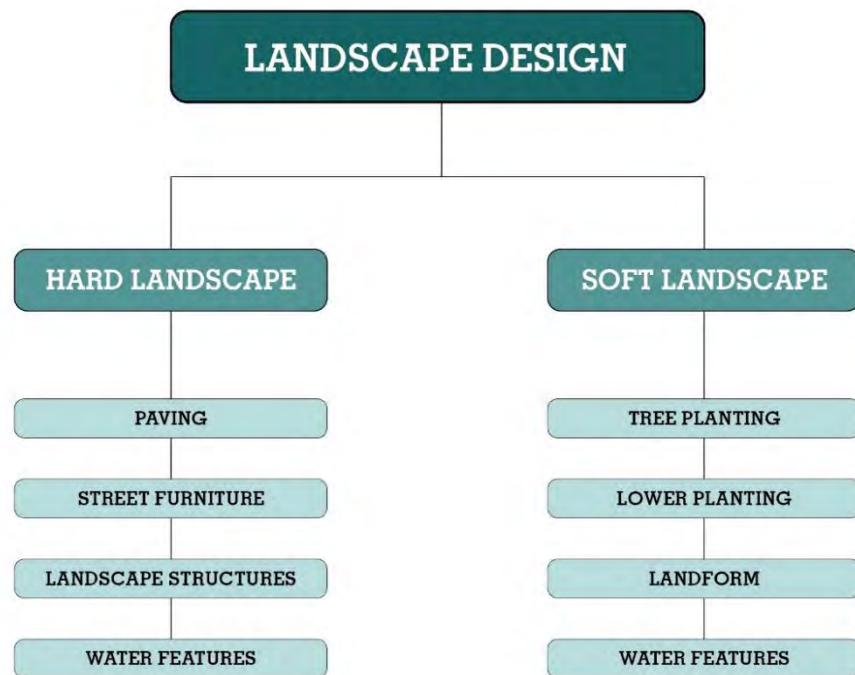 LANDSCAPE DESIGN
HARD LANDSCAPE
SOFT LANDSCAPE
PAVING
TREE PLANTING
STREET FURNITURE
LOWER PLANTING
LANDSCAPE STRUCTURES
LANDFORM
WATER FEATURES
WATER FEATURES